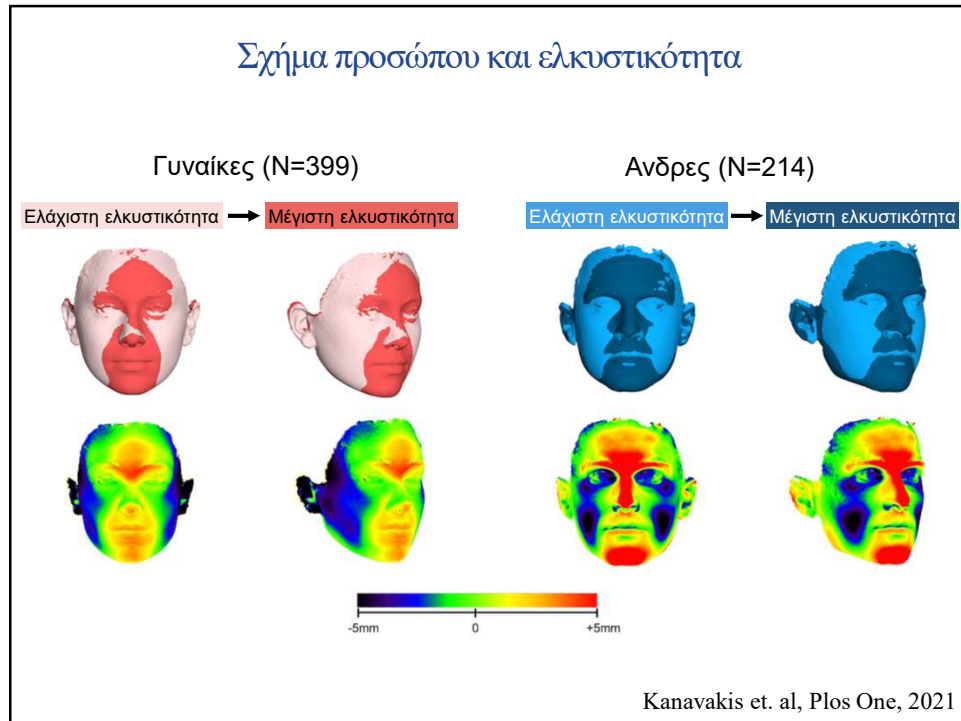 Σχήμα προσώπου και ελκυστικότητα
Γυναίκες (N=399)
Ανδρες (N=214)
Ελάχιστη ελκυστικότητα
Μέγιστη ελκυστικότητα
Ελάχιστη ελκυστικότητα
Μέγιστη ελκυστικότητα
-5mm
0
+5mm
Kanavakis et. al, Plos One, 2021